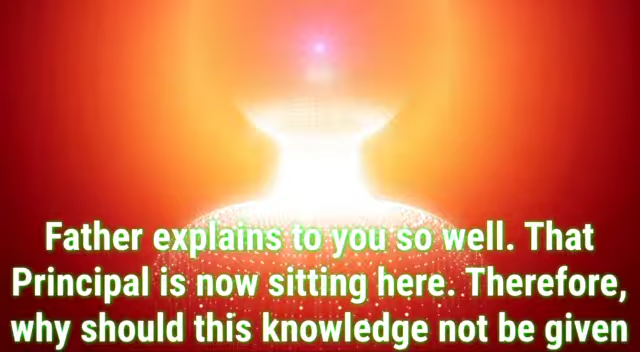 Father explains to you so well. That
Principal is now sitting here. Therefore,
why should this knowledge not be given